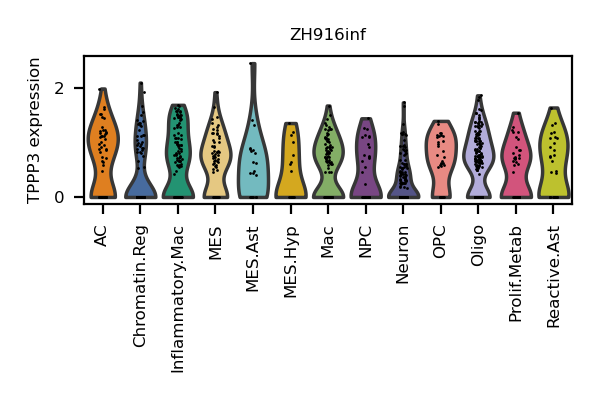 ZH916inf
TPPP3 expression
2
0
AC
Chromatin.Reg
Inflammatory.Mac
MES
MES.Ast
MES.Hyp
Mac
NPC
Neuron
OPC
Oligo
Prolif.Metab
Reactive.Ast